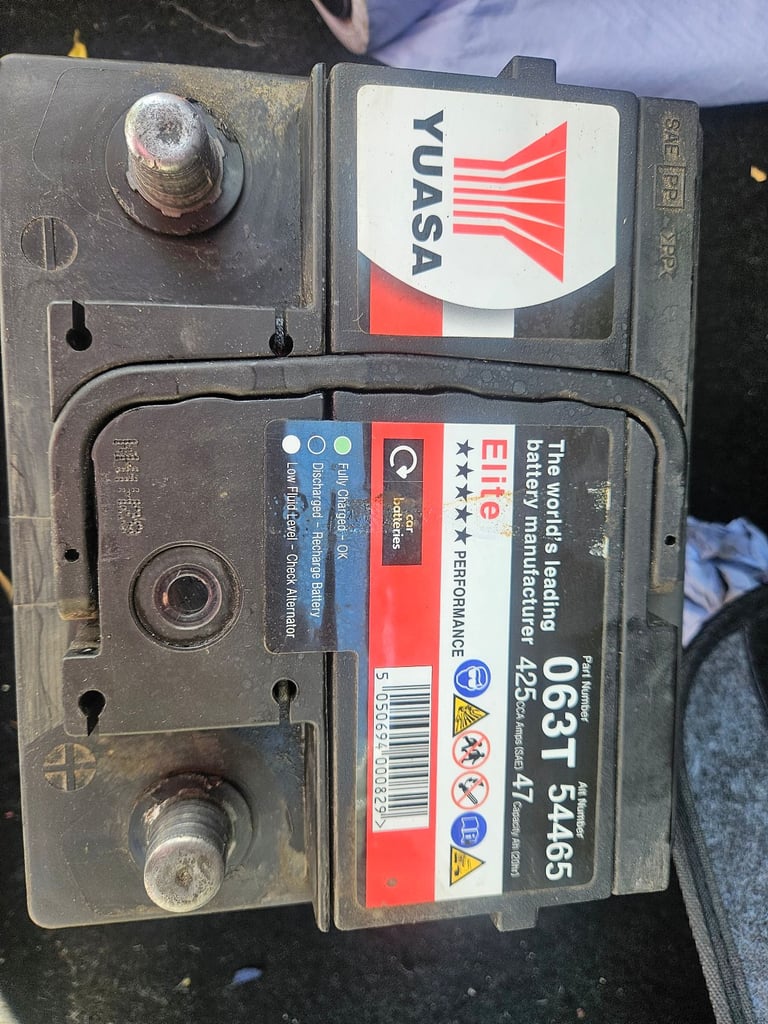 YUASA
The world's leading
battery manufacturer
Part Number
063T
Alt Number
54465
425 CCA Amps (SAE) 47 Capacity Ah (20hr)
Elite
★★★★★ PERFORMANCE
car
batteries
5 050694 000829 >
Fully Charged - OK
Discharged - Recharge Battery
Low Fluid Level - Check Alternator
>PP<